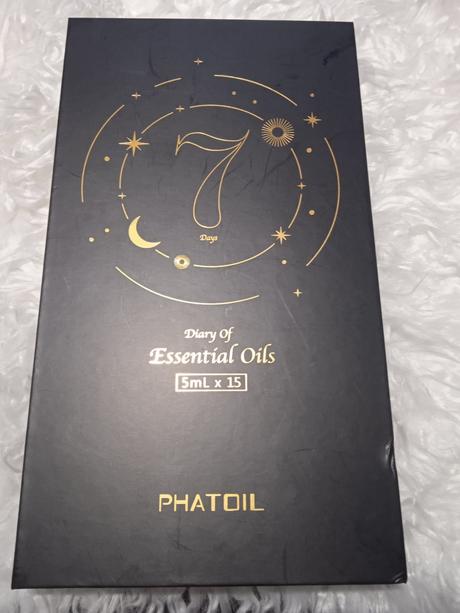 7
Days
Diary Of
Essential Oils
5mL x 15
PHATOIL